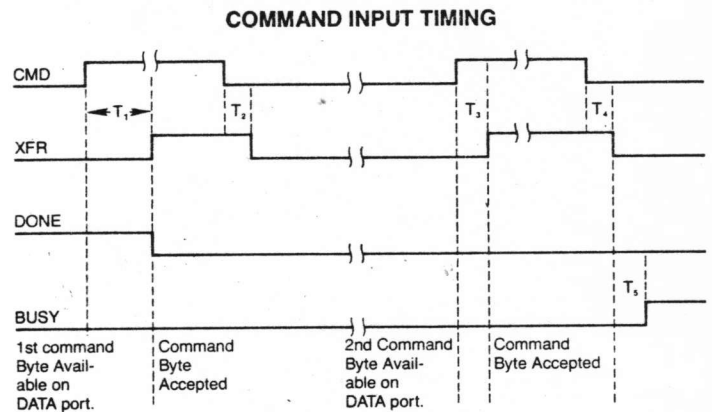 COMMAND INPUT TIMING
CMD
T₁
T₂
T₃
T₄
XFR
DONE
T₅
BUSY
1st command
Byte Avail-
able on
DATA port.
Command
Byte
Accepted
2nd Command
Byte Avail-
able on
DATA port.
Command
Byte Accepted